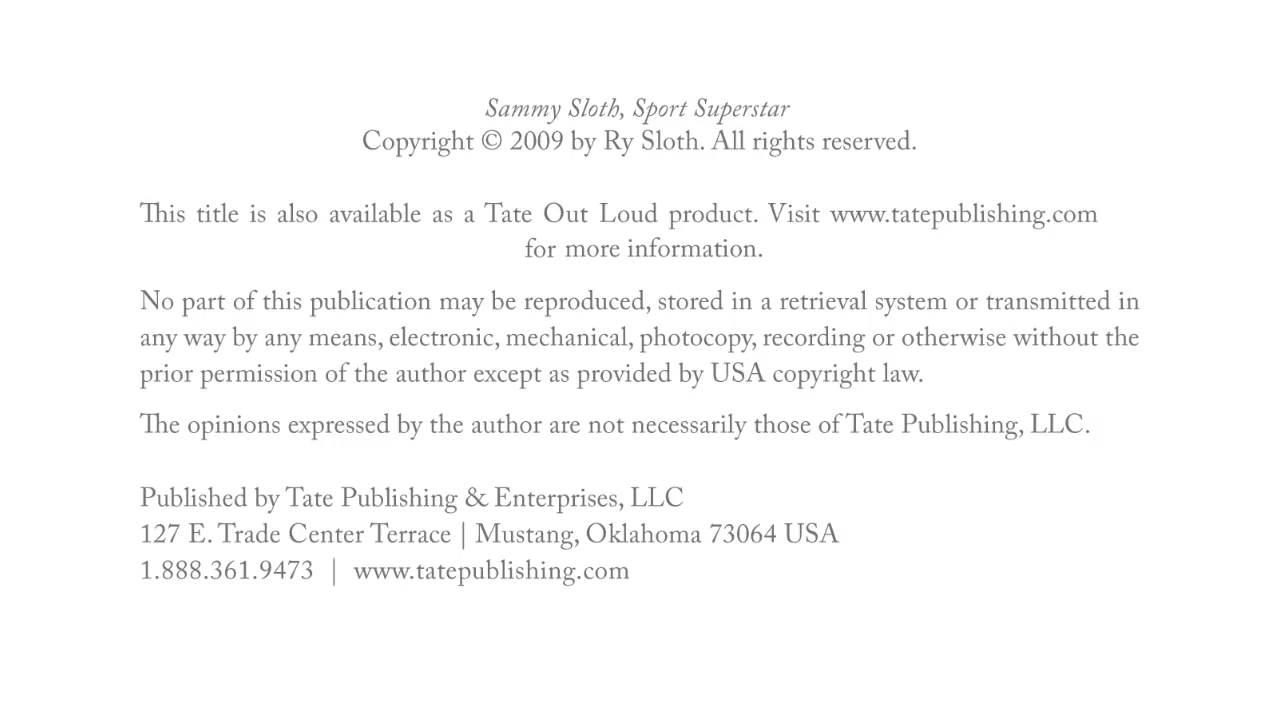 Sammy Sloth, Sport Superstar
Copyright © 2009 by Ry Sloth. All rights reserved.
This title is also available as a Tate Out Loud product. Visit www.tatepublishing.com
for more information.
No part of this publication may be reproduced, stored in a retrieval system or transmitted in
any way by any means, electronic, mechanical, photocopy, recording or otherwise without the
prior permission of the author except as provided by USA copyright law.
The opinions expressed by the author are not necessarily those of Tate Publishing, LLC.
Published by Tate Publishing & Enterprises, LLC
127 E. Trade Center Terrace | Mustang, Oklahoma 73064 USA
1.888.361.9473 | www.tatepublishing.com